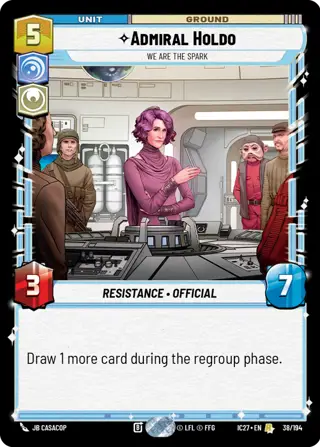 UNIT
GROUND
5
✧ADMIRAL HOLDO
WE ARE THE SPARK
3
7
RESISTANCE • OFFICIAL
Draw 1 more card during the regroup phase.
JB CASACOP
© LFL © FFG
IC27•EN
38/194